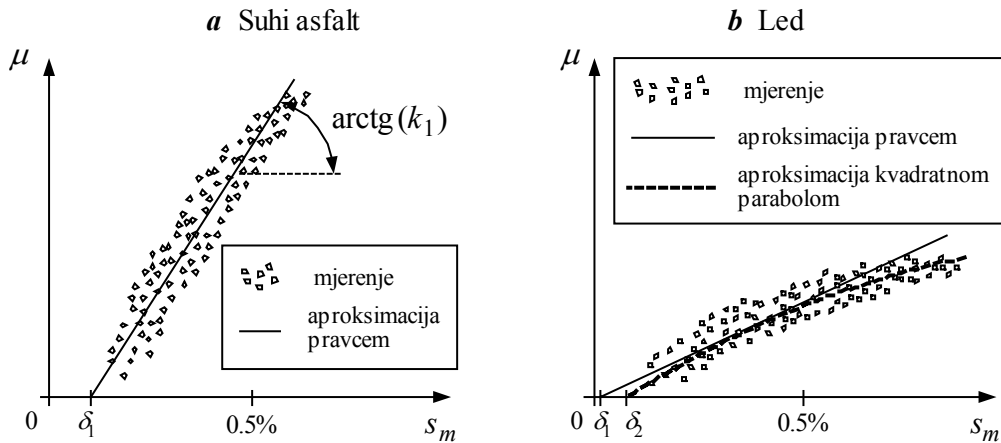 a Suhi asfalt
μ
arctg(k₁)
mjerenje
aproksimacija
pravcem
0
δ₁
0.5%
sₘ
b Led
μ
mjerenje
aproksimacija pravcem
aproksimacija kvadratnom
parabolom
0
δ₁
δ₂
0.5%
sₘ